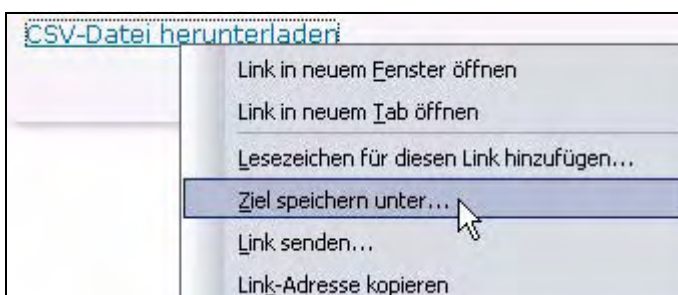 CSV-Datei herunterladen
Link in neuem Fenster öffnen
Link in neuem Tab öffnen
Lesezeichen für diesen Link hinzufügen...
Ziel speichern unter...
Link senden...
Link-Adresse kopieren